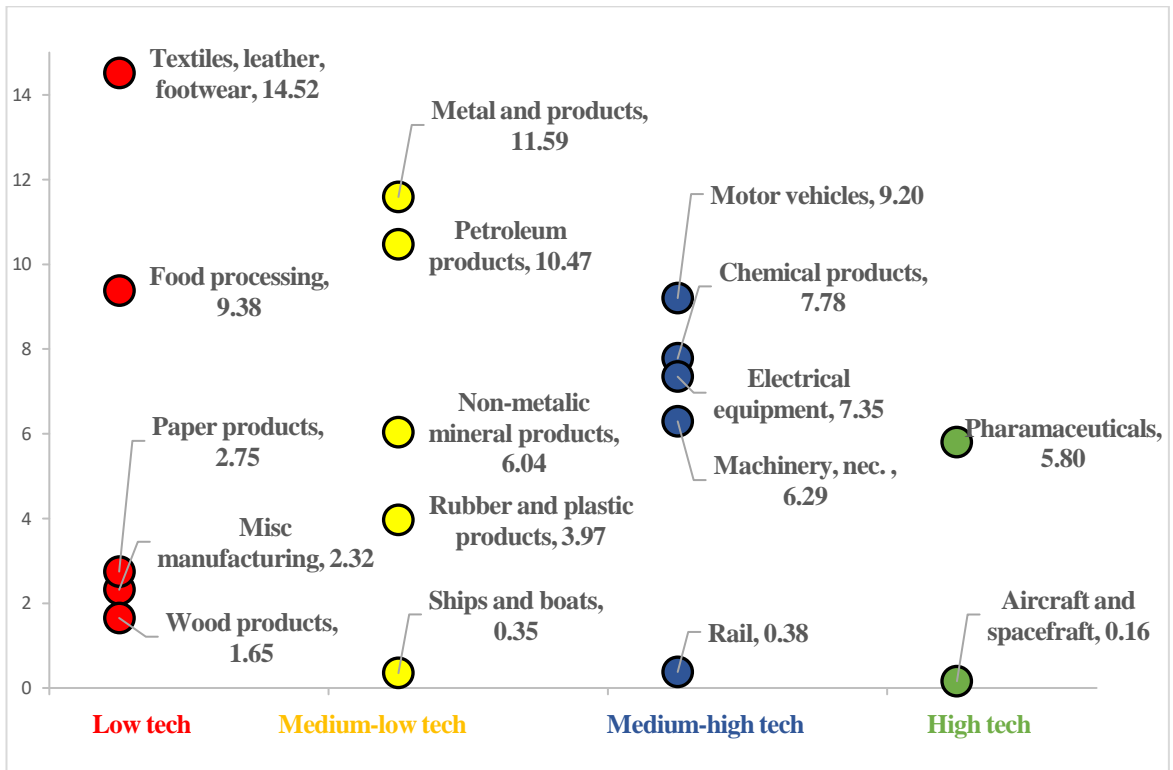 14
12
10
8
6
4
2
0
Textiles, leather,
footwear, 14.52
Food processing,
9.38
Paper products,
2.75
Misc
manufacturing, 2.32
Wood products,
1.65
Metal and products,
11.59
Petroleum
products, 10.47
Non-metalic
mineral products,
6.04
Rubber and plastic
products, 3.97
Ships and boats,
0.35
Motor vehicles, 9.20
Chemical products,
7.78
Electrical
equipment, 7.35
Machinery, nec. ,
6.29
Rail, 0.38
Pharamaceuticals,
5.80
Aircraft and
spacefraft, 0.16
Low tech
Medium-low tech
Medium-high tech
High tech